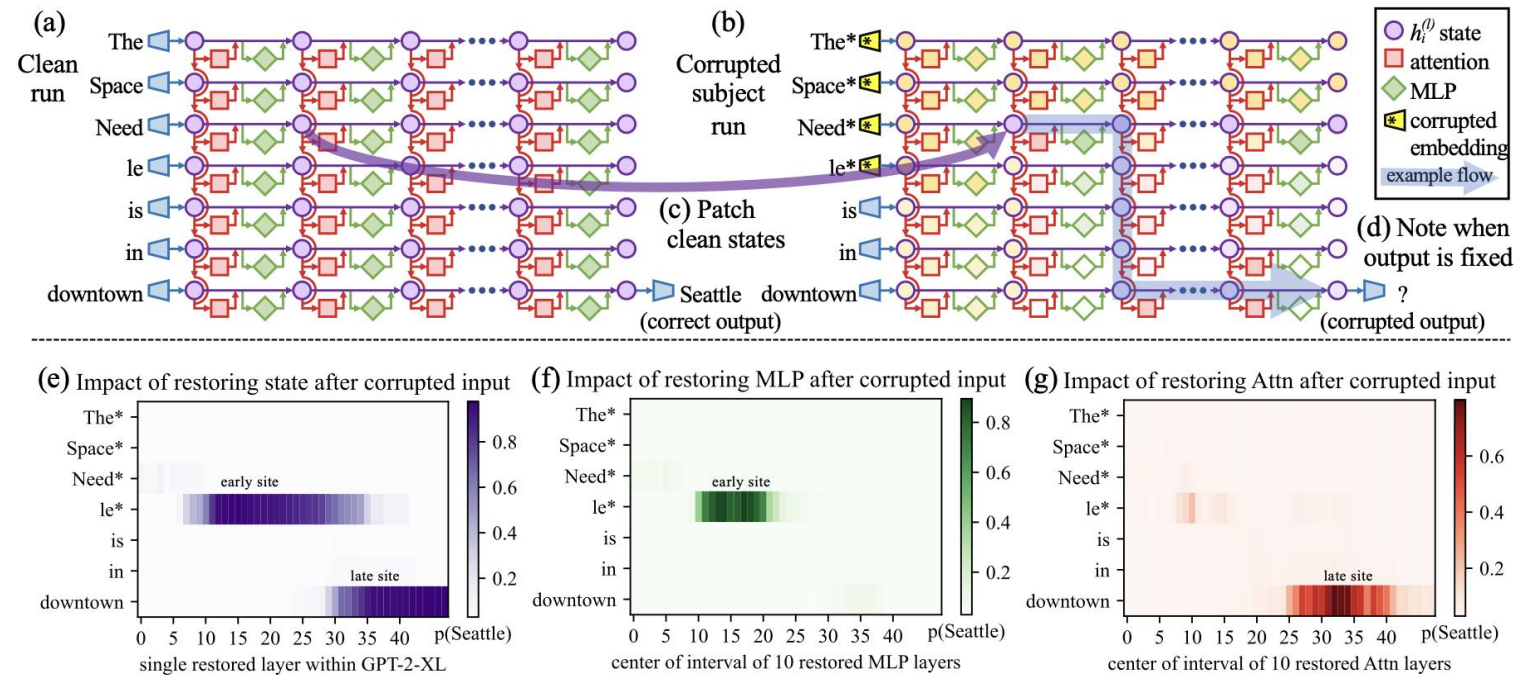 (a)
Clean
run
The
Space
Need
le
is
in
downtown
Seattle
(correct output)
(b)
Corrupted
subject
run
The*
Space*
Need*
le*
is
in
downtown
*
*
*
*
(c) Patch
clean states
hᵢ⁽ˡ⁾ state
attention
MLP
* corrupted
embedding
example flow
(d) Note when
output is fixed
?
(corrupted output)
(e) Impact of restoring state after corrupted input
The*
Space*
Need*
le*
is
in
downtown
early site
late site
0 5 10 15 20 25 30 35 40
0.8
0.6
0.4
0.2
p(Seattle)
single restored layer within GPT-2-XL
(f) Impact of restoring MLP after corrupted input
The*
Space*
Need*
le*
is
in
downtown
early site
0 5 10 15 20 25 30 35 40
0.8
0.6
0.4
0.2
p(Seattle)
center of interval of 10 restored MLP layers
(g) Impact of restoring Attn after corrupted input
The*
Space*
Need*
le*
is
in
downtown
late site
0 5 10 15 20 25 30 35 40
0.6
0.4
0.2
p(Seattle)
center of interval of 10 restored Attn layers